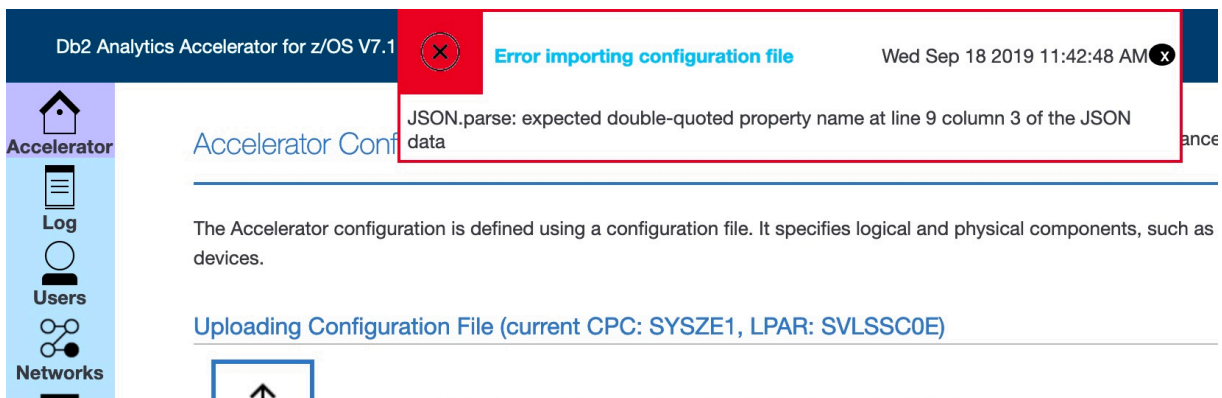 Db2 Analytics Accelerator for z/OS V7.1
Error importing configuration file
Wed Sep 18 2019 11:42:48 AM
x
JSON.parse: expected double-quoted property name at line 9 column 3 of the JSON
data
Accelerator
Accelerator Conf
ance
Log
The Accelerator configuration is defined using a configuration file. It specifies logical and physical components, such as
devices.
Users
Uploading Configuration File (current CPC: SYSZE1, LPAR: SVLSSC0E)
Networks